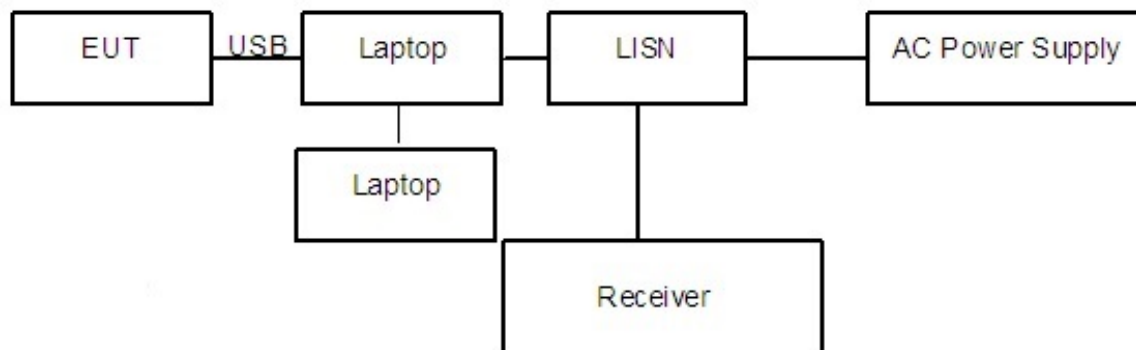 EUT
USB
Laptop
LISN
AC Power Supply
Laptop
Receiver